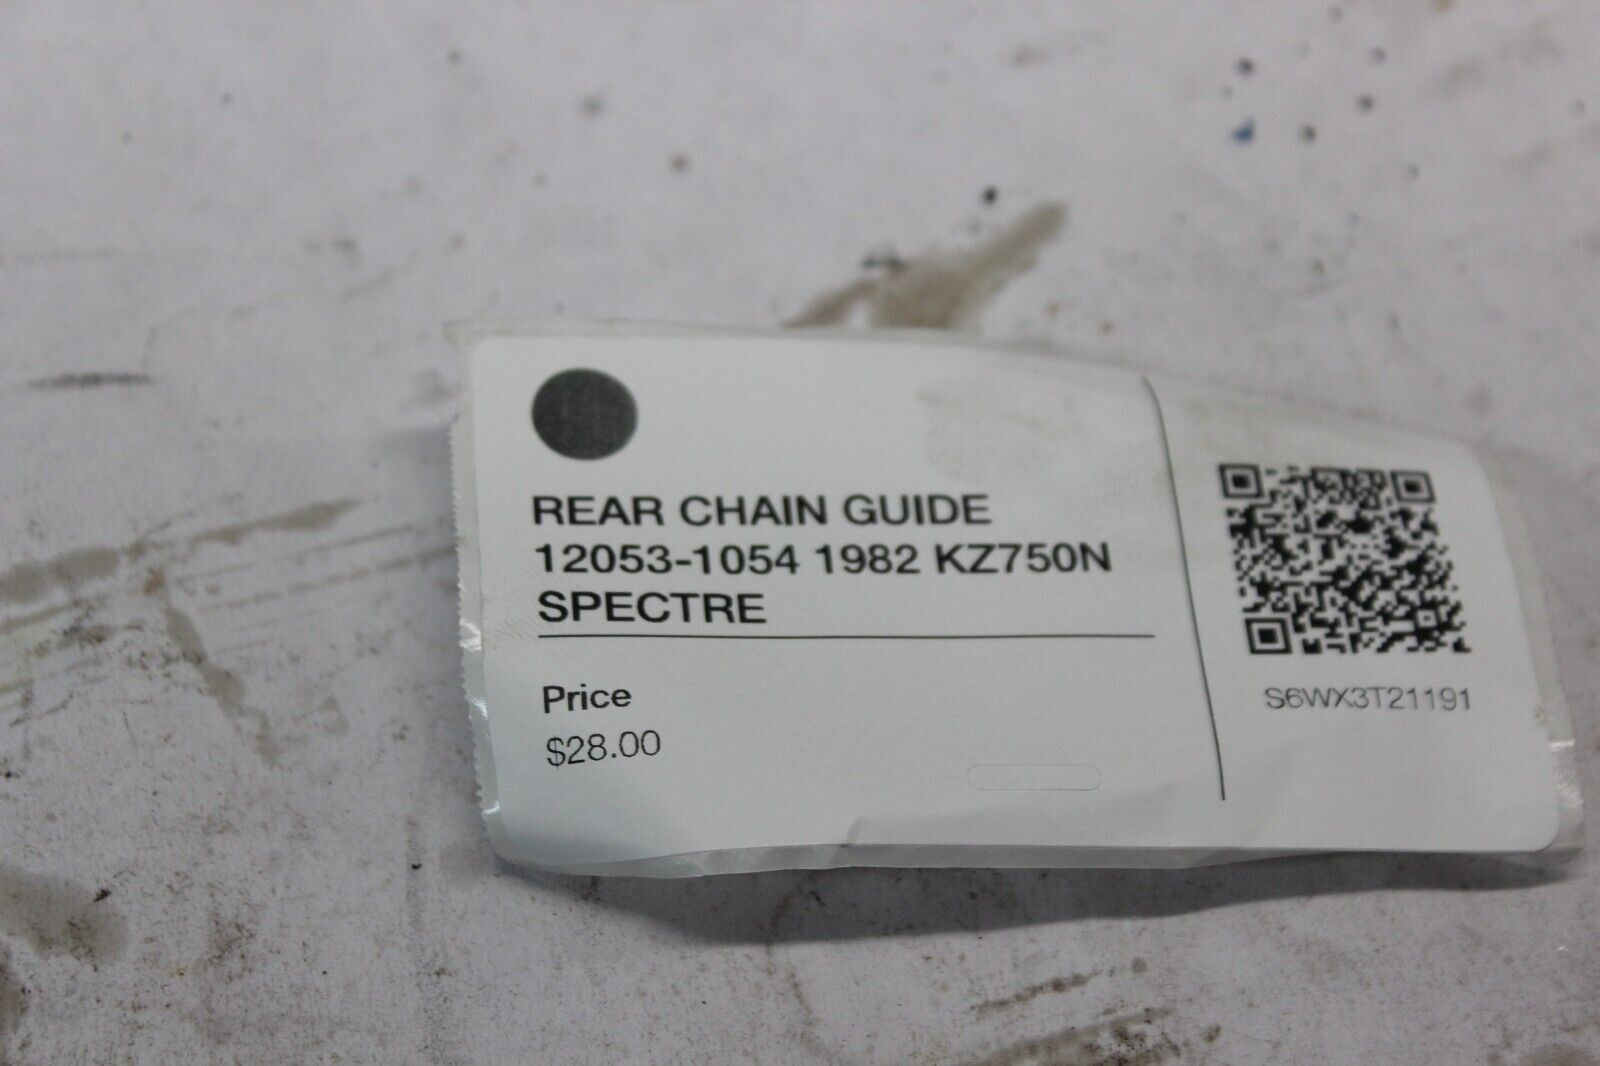 REAR CHAIN GUIDE
12053-1054 1982 KZ750N
SPECTRE
Price
$28.00
S6WX3T21191